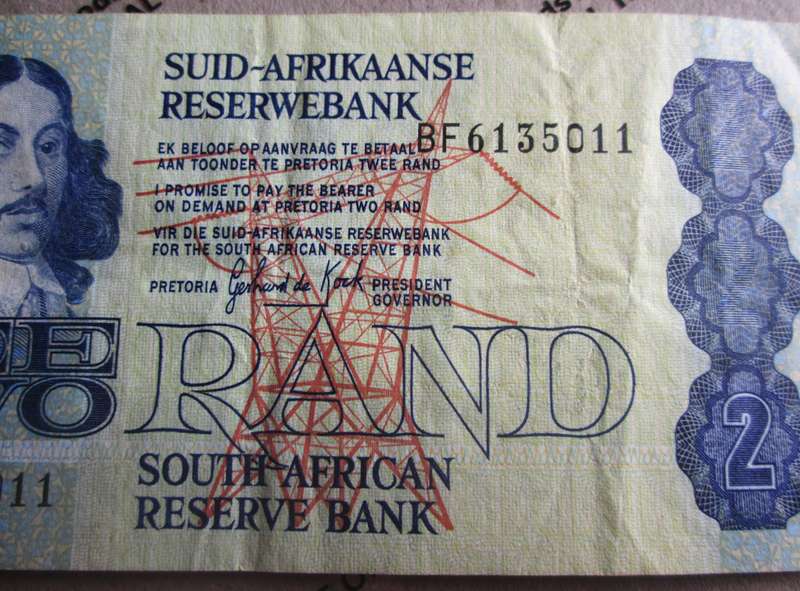 SUID-AFRIKAANSE
RESERWEBANK
BF6135011
EK BELOOF OP AANVRAAG TE BETAAL
AAN TOONDER TE PRETORIA TWEE RAND
I PROMISE TO PAY THE BEARER
ON DEMAND AT PRETORIA TWO RAND
VIR DIE SUID-AFRIKAANSE RESERWEBANK
FOR THE SOUTH AFRICAN RESERVE BANK
PRETORIA Gerhard de Kock PRESIDENT
GOVERNOR
RAND
2
SOUTH AFRICAN
RESERVE BANK
011